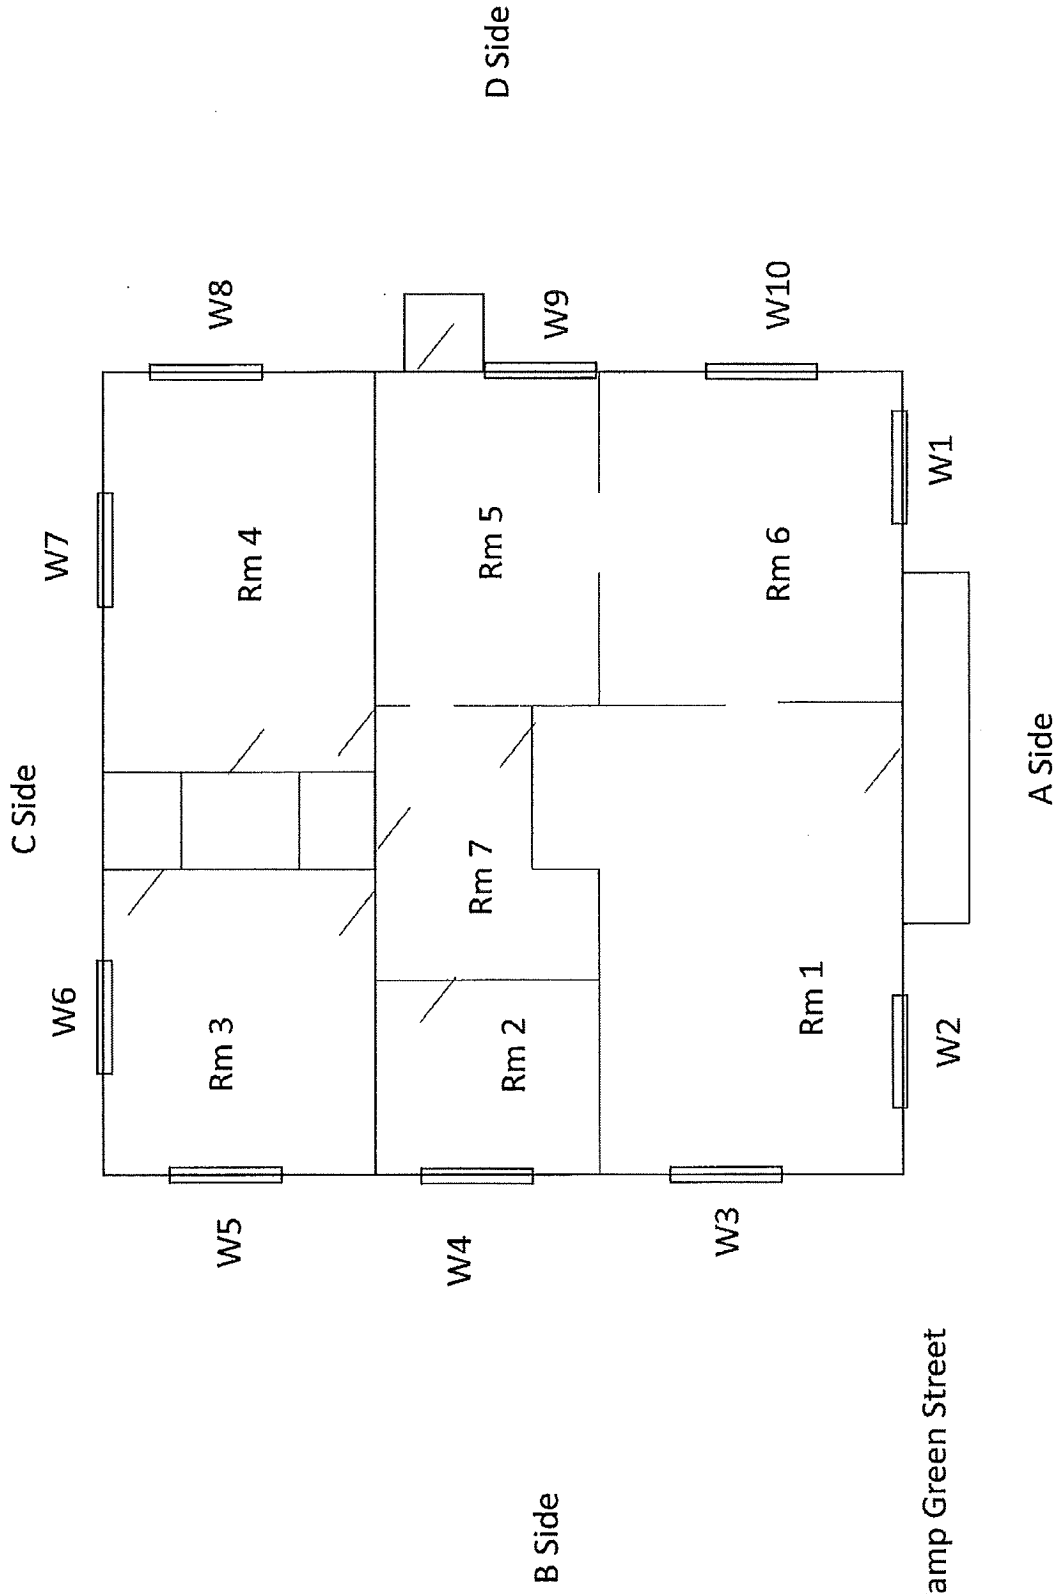 C Side
W6
W7
W5
Rm 3
Rm 4
W8
B Side
W4
Rm 2
Rm 7
Rm 5
W9
D Side
W3
Rm 1
Rm 6
W10
amp Green Street
W2
W1
A Side